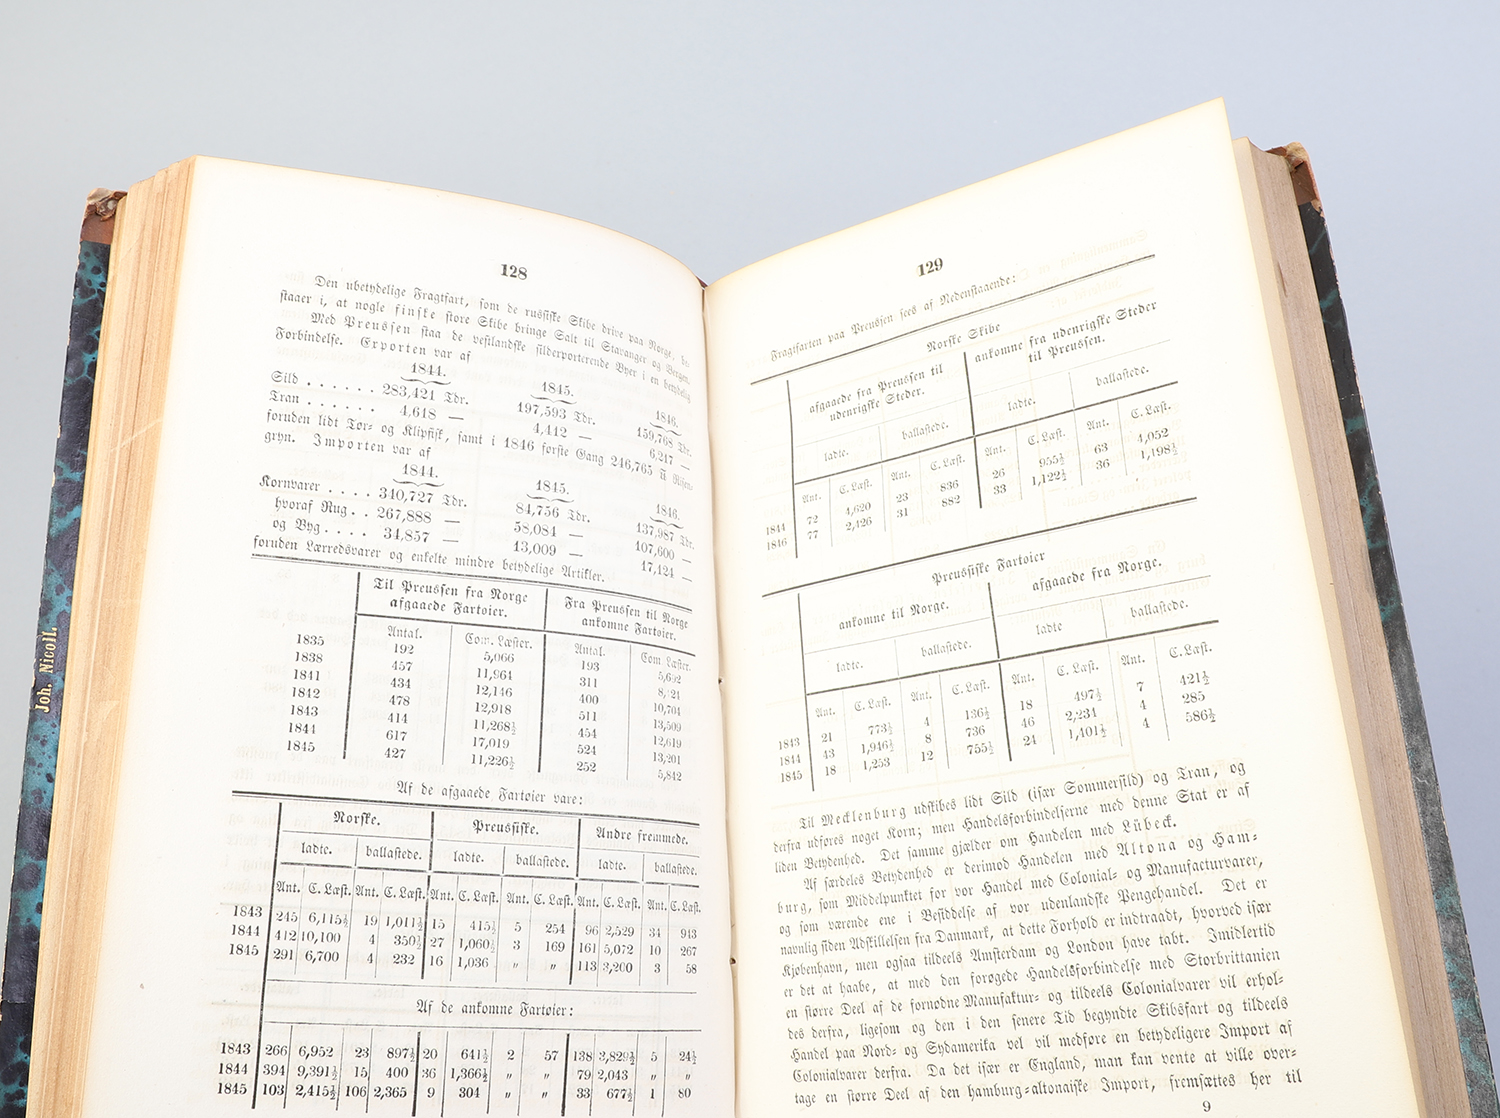 Joh. Nicoll.
128
Den ubetydelige Fragtfart, som de russiske Skibe drive paa Norge, be-
staaer i, at nogle finske store Skibe bringe Salt til Stavanger og Bergen.
Med Preussen staa de vestlandske silderporterende Byer i en betydelig
Forbindelse. Exporten var af
1844. 1845. 1846.
Sild . . . . . . 283,421 Tdr. 197,593 Tdr. 159,768 Tdr.
Tran . . . . . . 4,618 — 4,412 — 6,247 —
foruden lidt Tør- og Klipfisk, samt i 1846 første Gang 246,765 ℔ Risen-
gryn. Importen var af
1844. 1845. 1846.
Kornvarer . . . . 340,727 Tdr. 84,756 Tdr. 137,987 Tdr.
hvoraf Rug . . 267,888 — 58,084 — 107,600 —
og Byg . . . . 34,857 — 13,009 — 17,124 —
foruden Lærredsvarer og enkelte mindre betydelige Artikler.
Til Preussen fra Norge afgaaede Fartøier. Fra Preussen til Norge ankomne Fartøier.
Antal. Com. Læster. Antal. Com Læster.
1835 192 5,066 193
1838 457 11,964 311
1841 434 12,146 400 10,704
1842 478 12,918 511 13,509
1843 414 11,268½ 454 12,619
1844 617 17,019 524 13,201
1845 427 11,226½ 252 5,842
Af de afgaaede Fartøier vare:
Norske. Preussiske. Andre fremmede.
ladte. ballastede. ladte. ballastede. ladte. ballastede.
Ant. C. Læst. Ant. C. Læst. Ant. C. Læst. Ant. C. Læst. Ant. C. Læst. Ant. C. Læst.
1843 245 6,115½ 19 1,011½ 15 415½ 5 254 96 2,529 34 943
1844 412 10,100 4 350½ 27 1,060½ 3 169 161 5,072 10 267
1845 291 6,700 4 232 16 1,036 „ „ 113 3,200 3 58
Af de ankomne Fartøier:
1843 266 6,952 23 897½ 20 641½ 2 57 138 3,829½ 5 24½
1844 394 9,391½ 15 400 36 1,366½ „ „ 79 2,043 „ „
1845 103 2,415½ 106 2,365 9 304 „ „ 33 677½ 1 80
129
Fragtfarten paa Preussen sees af Nedenstaaende:
Norske Skibe
afgaaede fra Preussen til udenrigske Steder. ankomne fra udenrigske Steder til Preussen.
ladte. ballastede. ladte. ballastede.
Ant. C. Læst. Ant. C. Læst. Ant. C. Læst. Ant. C. Læst.
1844 72 4,620 23 836 26 955½ 63 4,052
1846 77 2,426 31 882 33 1,122½ 36 1,198½
Preussiske Fartøier
ankomne til Norge. afgaaede fra Norge.
ladte. ballastede. ladte ballastede.
Ant. C. Læst. Ant. C. Læst. Ant. C. Læst. Ant. C. Læst.
1843 21 773½ 4 136½ 18 497½ 7 421½
1844 43 1,946½ 8 736 46 2,234 4 285
1845 18 1,253 12 755½ 24 1,401½ 4 586½
Til Mecklenburg udskibes lidt Sild (især Sommersild) og Tran, og
derfra udføres noget Korn; men Handelsforbindelserne med denne Stat er af
liden Betydenhed. Det samme gjælder om Handelen med Lübeck.
Af særdeles Betydenhed er derimod Handelen med Altona og Ham-
burg, som Middelpunktet for vor Handel med Colonial- og Manufacturvarer,
og som værende ene i Besiddelse af vor udenlandske Pengehandel. Det er
navnlig siden Adskillelsen fra Danmark, at dette Forhold er indtraadt, hvorved især
Kjøbenhavn, men ogsaa tildeels Amsterdam og London have tabt. Imidlertid
er det at haabe, at med den forøgede Handelsforbindelse med Storbrittanien
en større Deel af de fornødne Manufaktur- og tildeels Colonialvarer vil erhol-
des derfra, ligesom og den i den senere Tid begyndte Skibsfart og tildeels
Handel paa Nord- og Sydamerika vel vil medføre en betydeligere Import af
Colonialvarer derfra. Da det især er England, man kan vente at ville over-
tage en større Deel af den hamburg-altonaiske Import, fremsættes her til
9